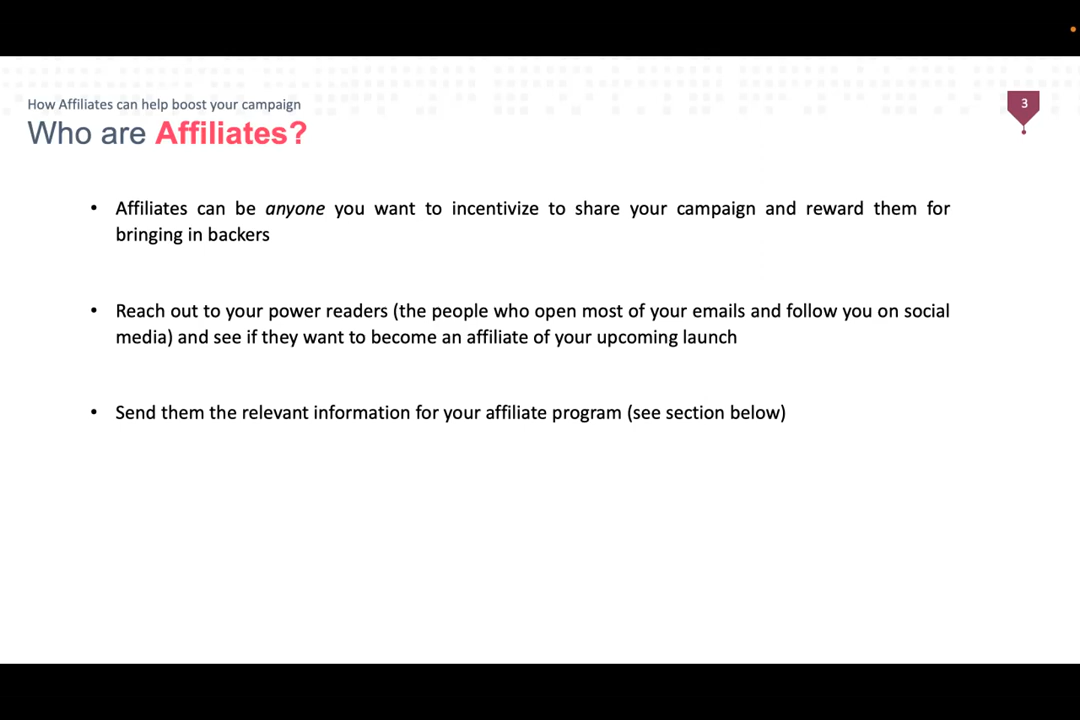 How Affiliates can help boost your campaign
3
Who are Affiliates?
• Affiliates can be anyone you want to incentivize to share your campaign and reward them for
bringing in backers
• Reach out to your power readers (the people who open most of your emails and follow you on social
media) and see if they want to become an affiliate of your upcoming launch
• Send them the relevant information for your affiliate program (see section below)